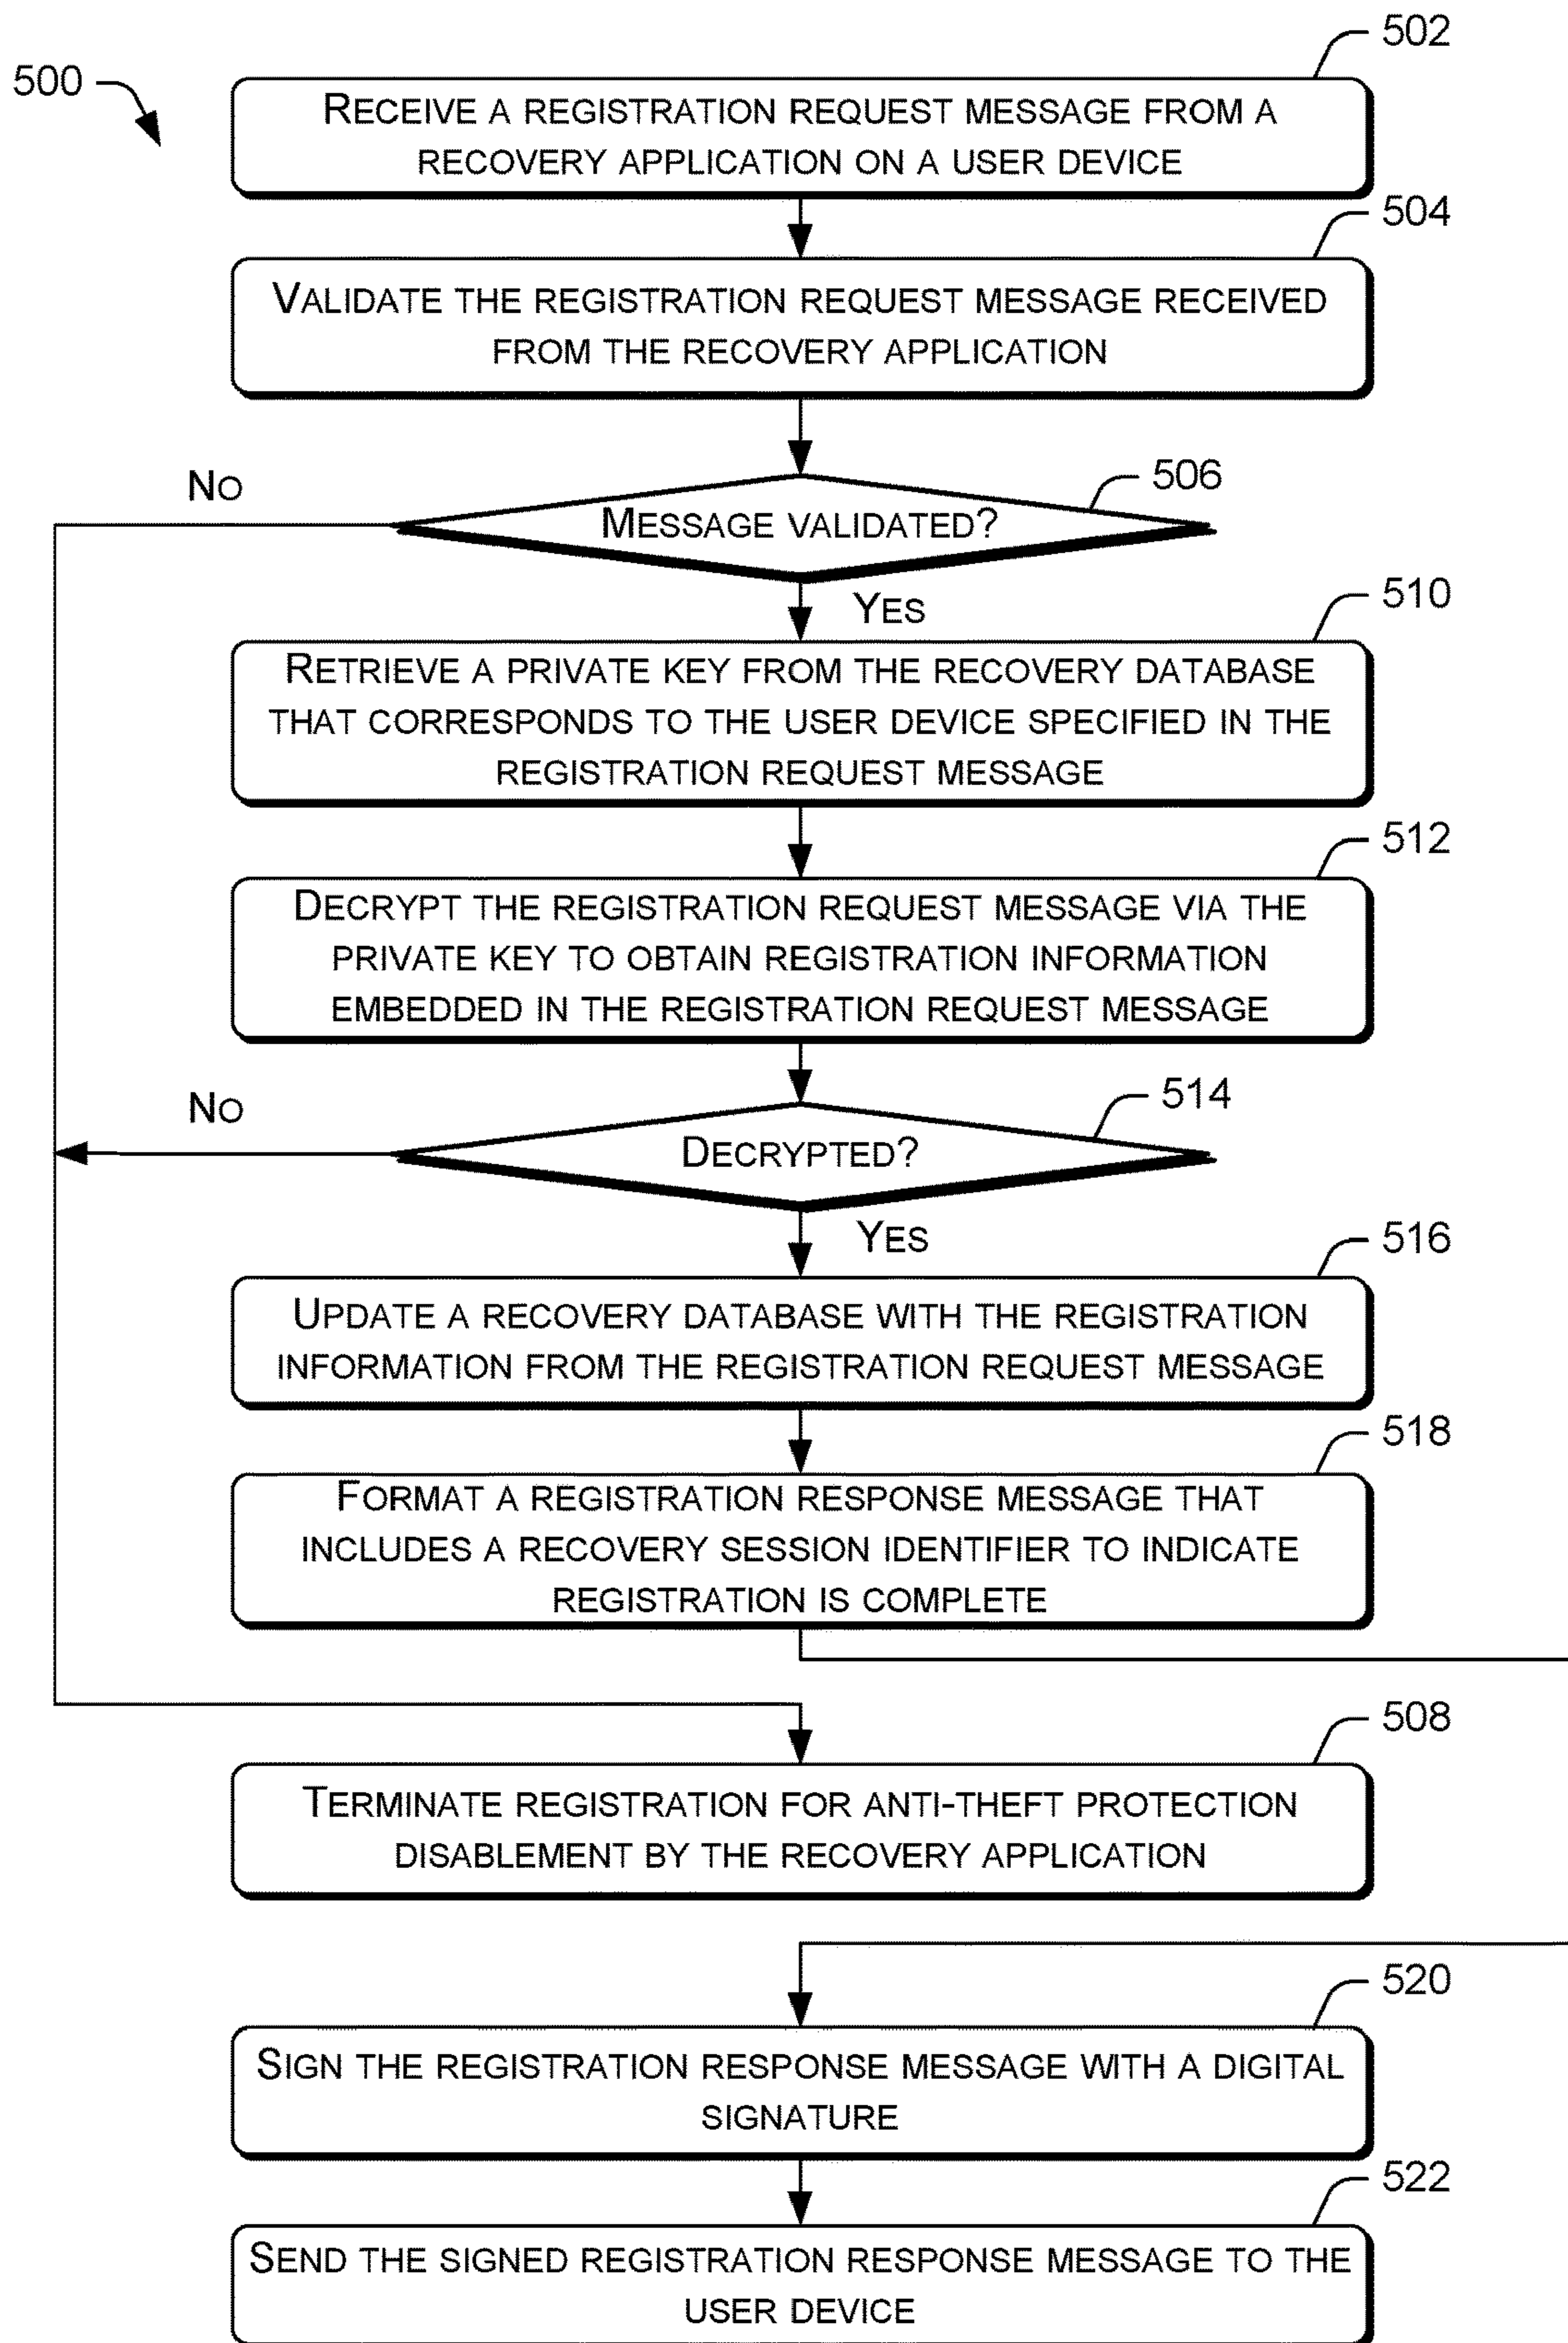 502
500
RECEIVE A REGISTRATION REQUEST MESSAGE FROM A
RECOVERY APPLICATION ON A USER DEVICE
504
VALIDATE THE REGISTRATION REQUEST MESSAGE RECEIVED
FROM THE RECOVERY APPLICATION
506
NO
MESSAGE VALIDATED?
YES
510
RETRIEVE A PRIVATE KEY FROM THE RECOVERY DATABASE
THAT CORRESPONDS TO THE USER DEVICE SPECIFIED IN THE
REGISTRATION REQUEST MESSAGE
512
DECRYPT THE REGISTRATION REQUEST MESSAGE VIA THE
PRIVATE KEY TO OBTAIN REGISTRATION INFORMATION
EMBEDDED IN THE REGISTRATION REQUEST MESSAGE
514
NO
DECRYPTED?
YES
516
UPDATE A RECOVERY DATABASE WITH THE REGISTRATION
INFORMATION FROM THE REGISTRATION REQUEST MESSAGE
518
FORMAT A REGISTRATION RESPONSE MESSAGE THAT
INCLUDES A RECOVERY SESSION IDENTIFIER TO INDICATE
REGISTRATION IS COMPLETE
508
TERMINATE REGISTRATION FOR ANTI-THEFT PROTECTION
DISABLEMENT BY THE RECOVERY APPLICATION
520
SIGN THE REGISTRATION RESPONSE MESSAGE WITH A DIGITAL
SIGNATURE
522
SEND THE SIGNED REGISTRATION RESPONSE MESSAGE TO THE
USER DEVICE